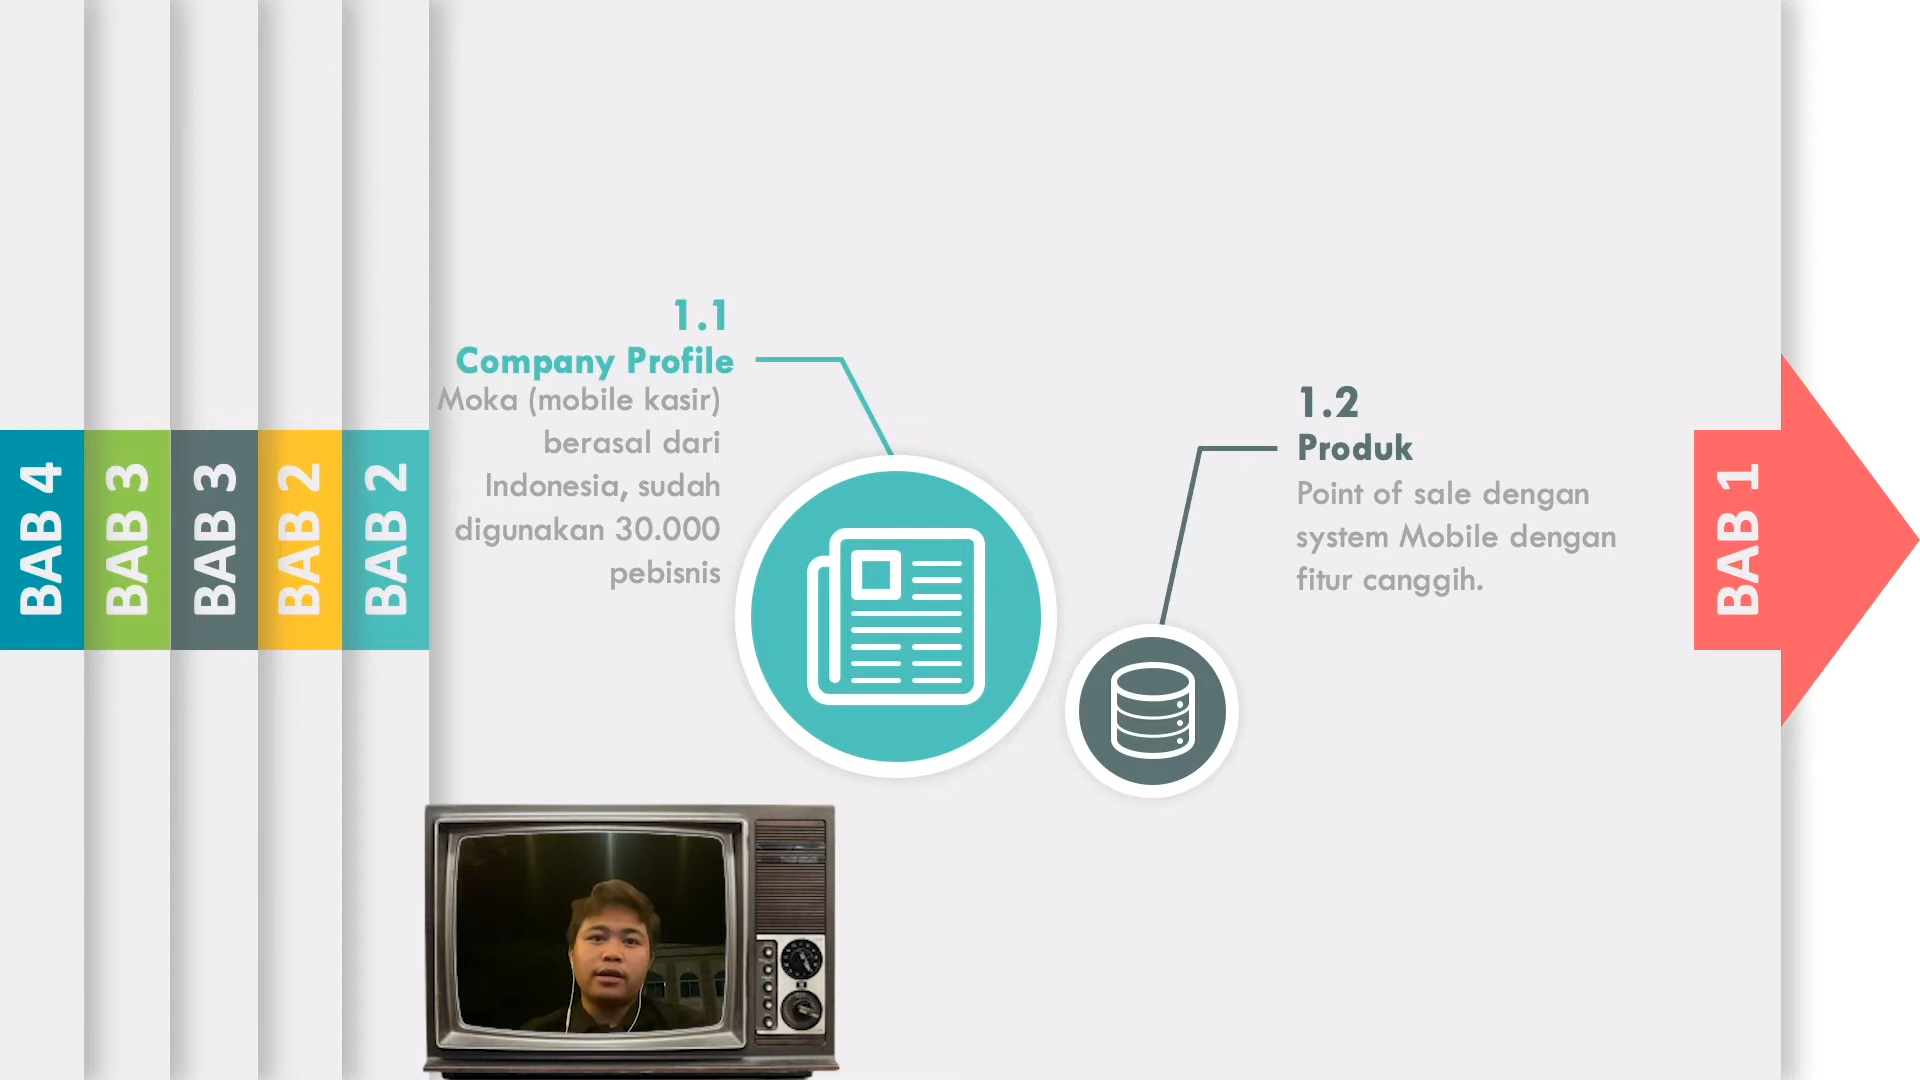 BAB 4
BAB 3
BAB 3
BAB 2
BAB 2
1.1
Company Profile
Moka (mobile kasir)
berasal dari
Indonesia, sudah
digunakan 30.000
pebisnis
1.2
Produk
Point of sale dengan
system Mobile dengan
fitur canggih.
BAB 1